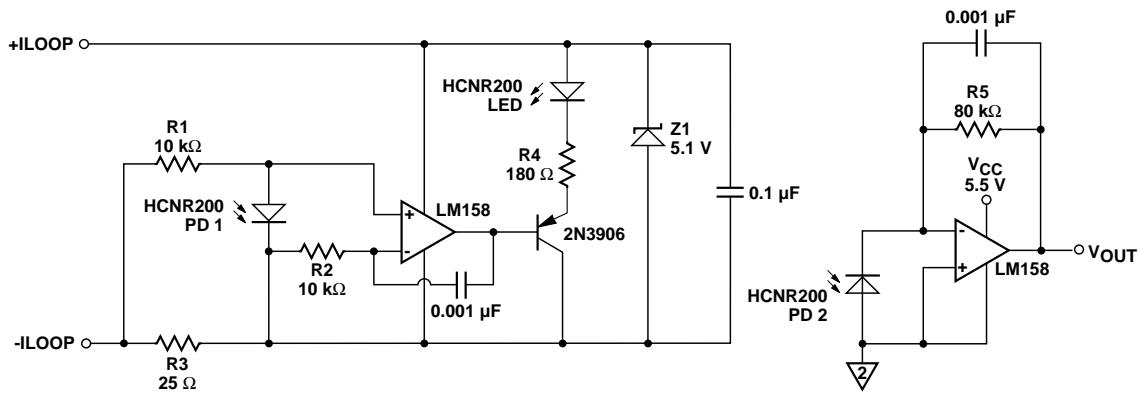 +ILOOP
HCNR200
LED
R1
10 kΩ
HCNR200
PD 1
R2
10 kΩ
+
-
LM158
0.001 µF
R4
180 Ω
2N3906
Z1
5.1 V
0.1 µF
-ILOOP
R3
25 Ω
0.001 µF
R5
80 kΩ
VCC
5.5 V
-
+
LM158
VOUT
HCNR200
PD 2
2